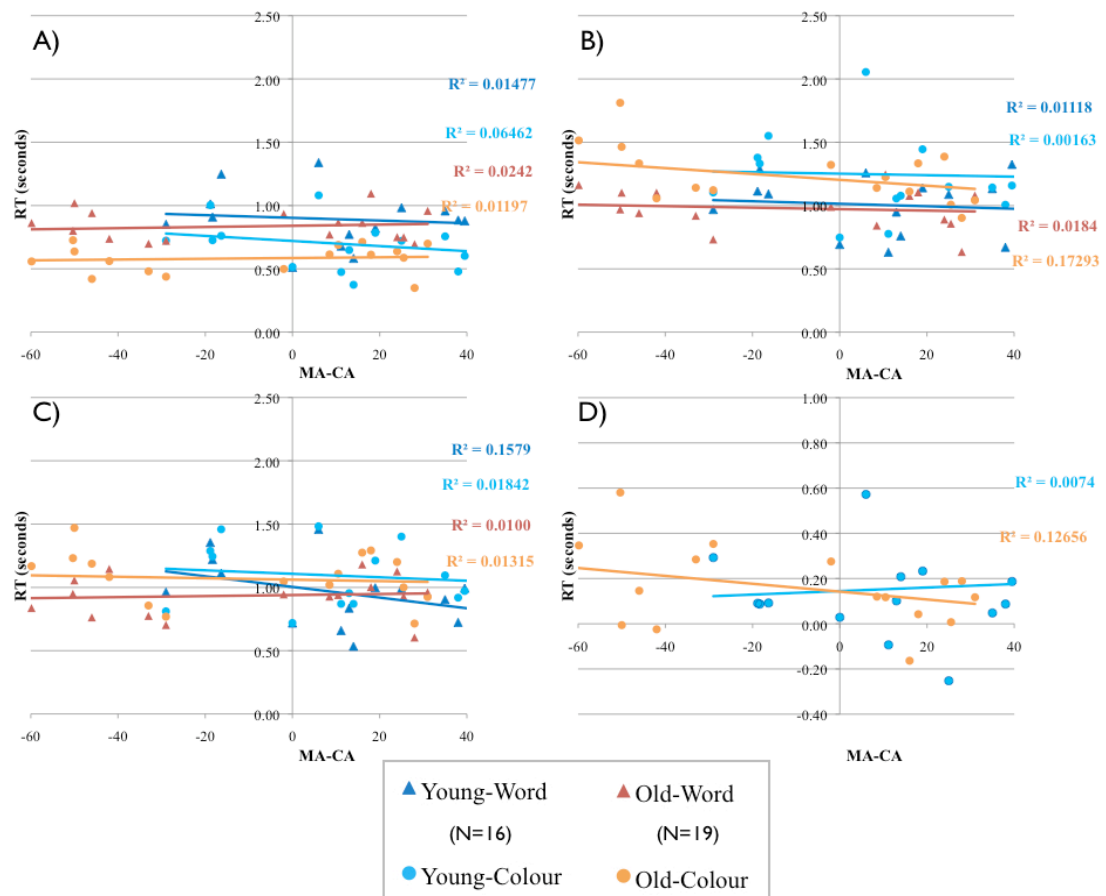 A)
2.50
2.00
1.50
1.00
0.50
0.00
RT (seconds)
-60
-40
-20
0
20
40
MA-CA
R² = 0.01477
R² = 0.06462
R² = 0.0242
R² = 0.01197
B)
2.50
2.00
1.50
1.00
0.50
0.00
RT (seconds)
-60
-40
-20
0
20
40
MA-CA
R² = 0.01118
R² = 0.00163
R² = 0.0184
R² = 0.17293
C)
2.50
2.00
1.50
1.00
0.50
0.00
RT (seconds)
-60
-40
-20
0
20
40
MA-CA
R² = 0.1579
R² = 0.01842
R² = 0.0100
R² = 0.01315
D)
1.00
0.80
0.60
0.40
0.20
0.00
-0.20
-0.40
RT (seconds)
-60
-40
-20
0
20
40
MA-CA
R² = 0.0074
R² = 0.12656
Young-Word
(N=16)
Old-Word
(N=19)
Young-Colour
Old-Colour